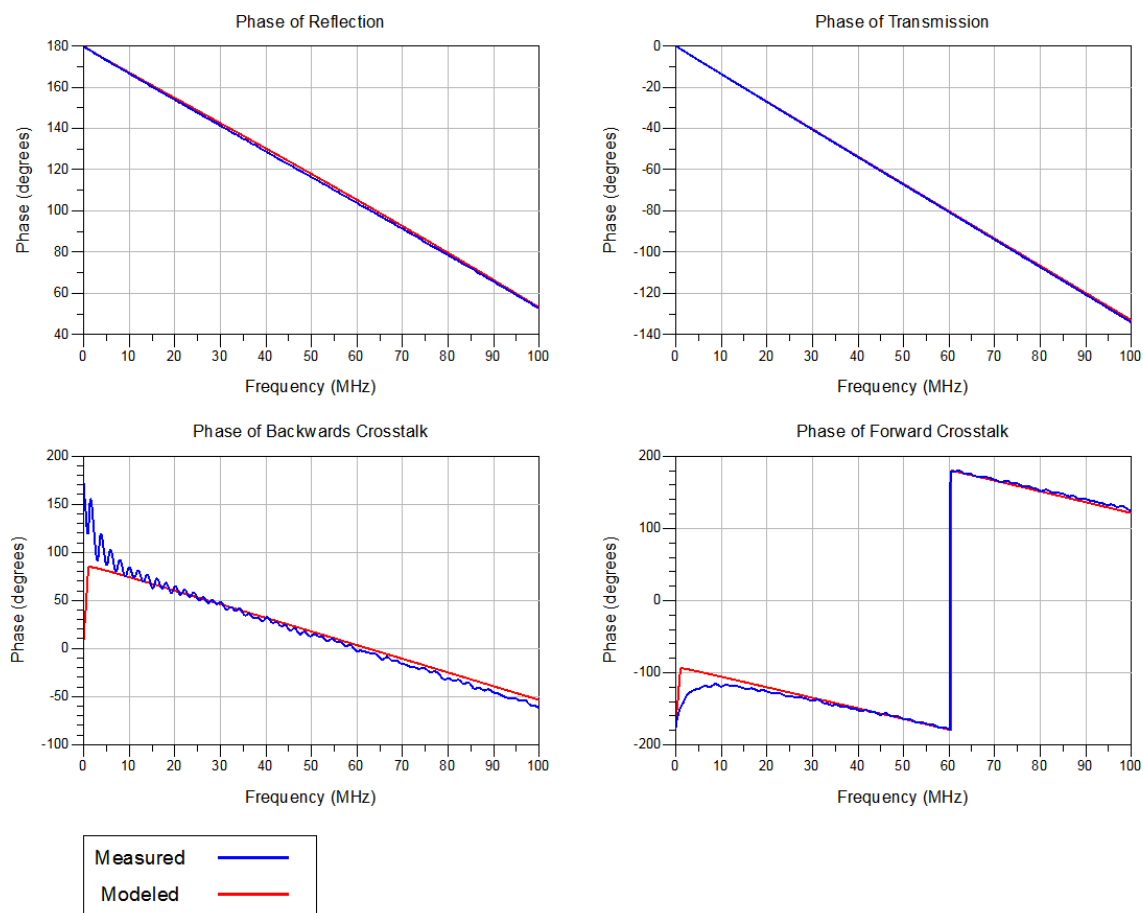 Phase of Reflection
Phase (degrees)
180
160
140
120
100
80
60
40
0 10 20 30 40 50 60 70 80 90 100
Frequency (MHz)
Phase of Transmission
Phase (degrees)
0
-20
-40
-60
-80
-100
-120
-140
0 10 20 30 40 50 60 70 80 90 100
Frequency (MHz)
Phase of Backwards Crosstalk
Phase (degrees)
200
150
100
50
0
-50
-100
0 10 20 30 40 50 60 70 80 90 100
Frequency (MHz)
Phase of Forward Crosstalk
Phase (degrees)
200
100
0
-100
-200
0 10 20 30 40 50 60 70 80 90 100
Frequency (MHz)
Measured
Modeled